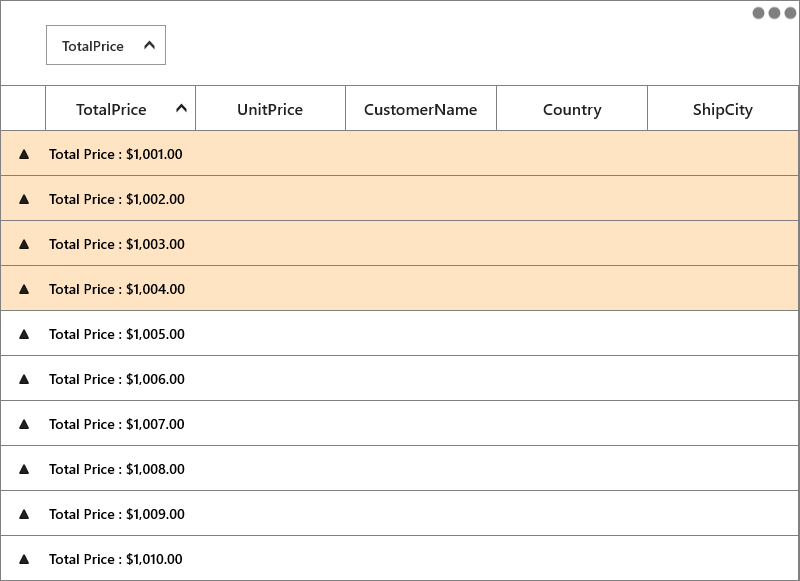 TotalPrice
TotalPrice UnitPrice CustomerName Country ShipCity
Total Price : $1,001.00
Total Price : $1,002.00
Total Price : $1,003.00
Total Price : $1,004.00
Total Price : $1,005.00
Total Price : $1,006.00
Total Price : $1,007.00
Total Price : $1,008.00
Total Price : $1,009.00
Total Price : $1,010.00